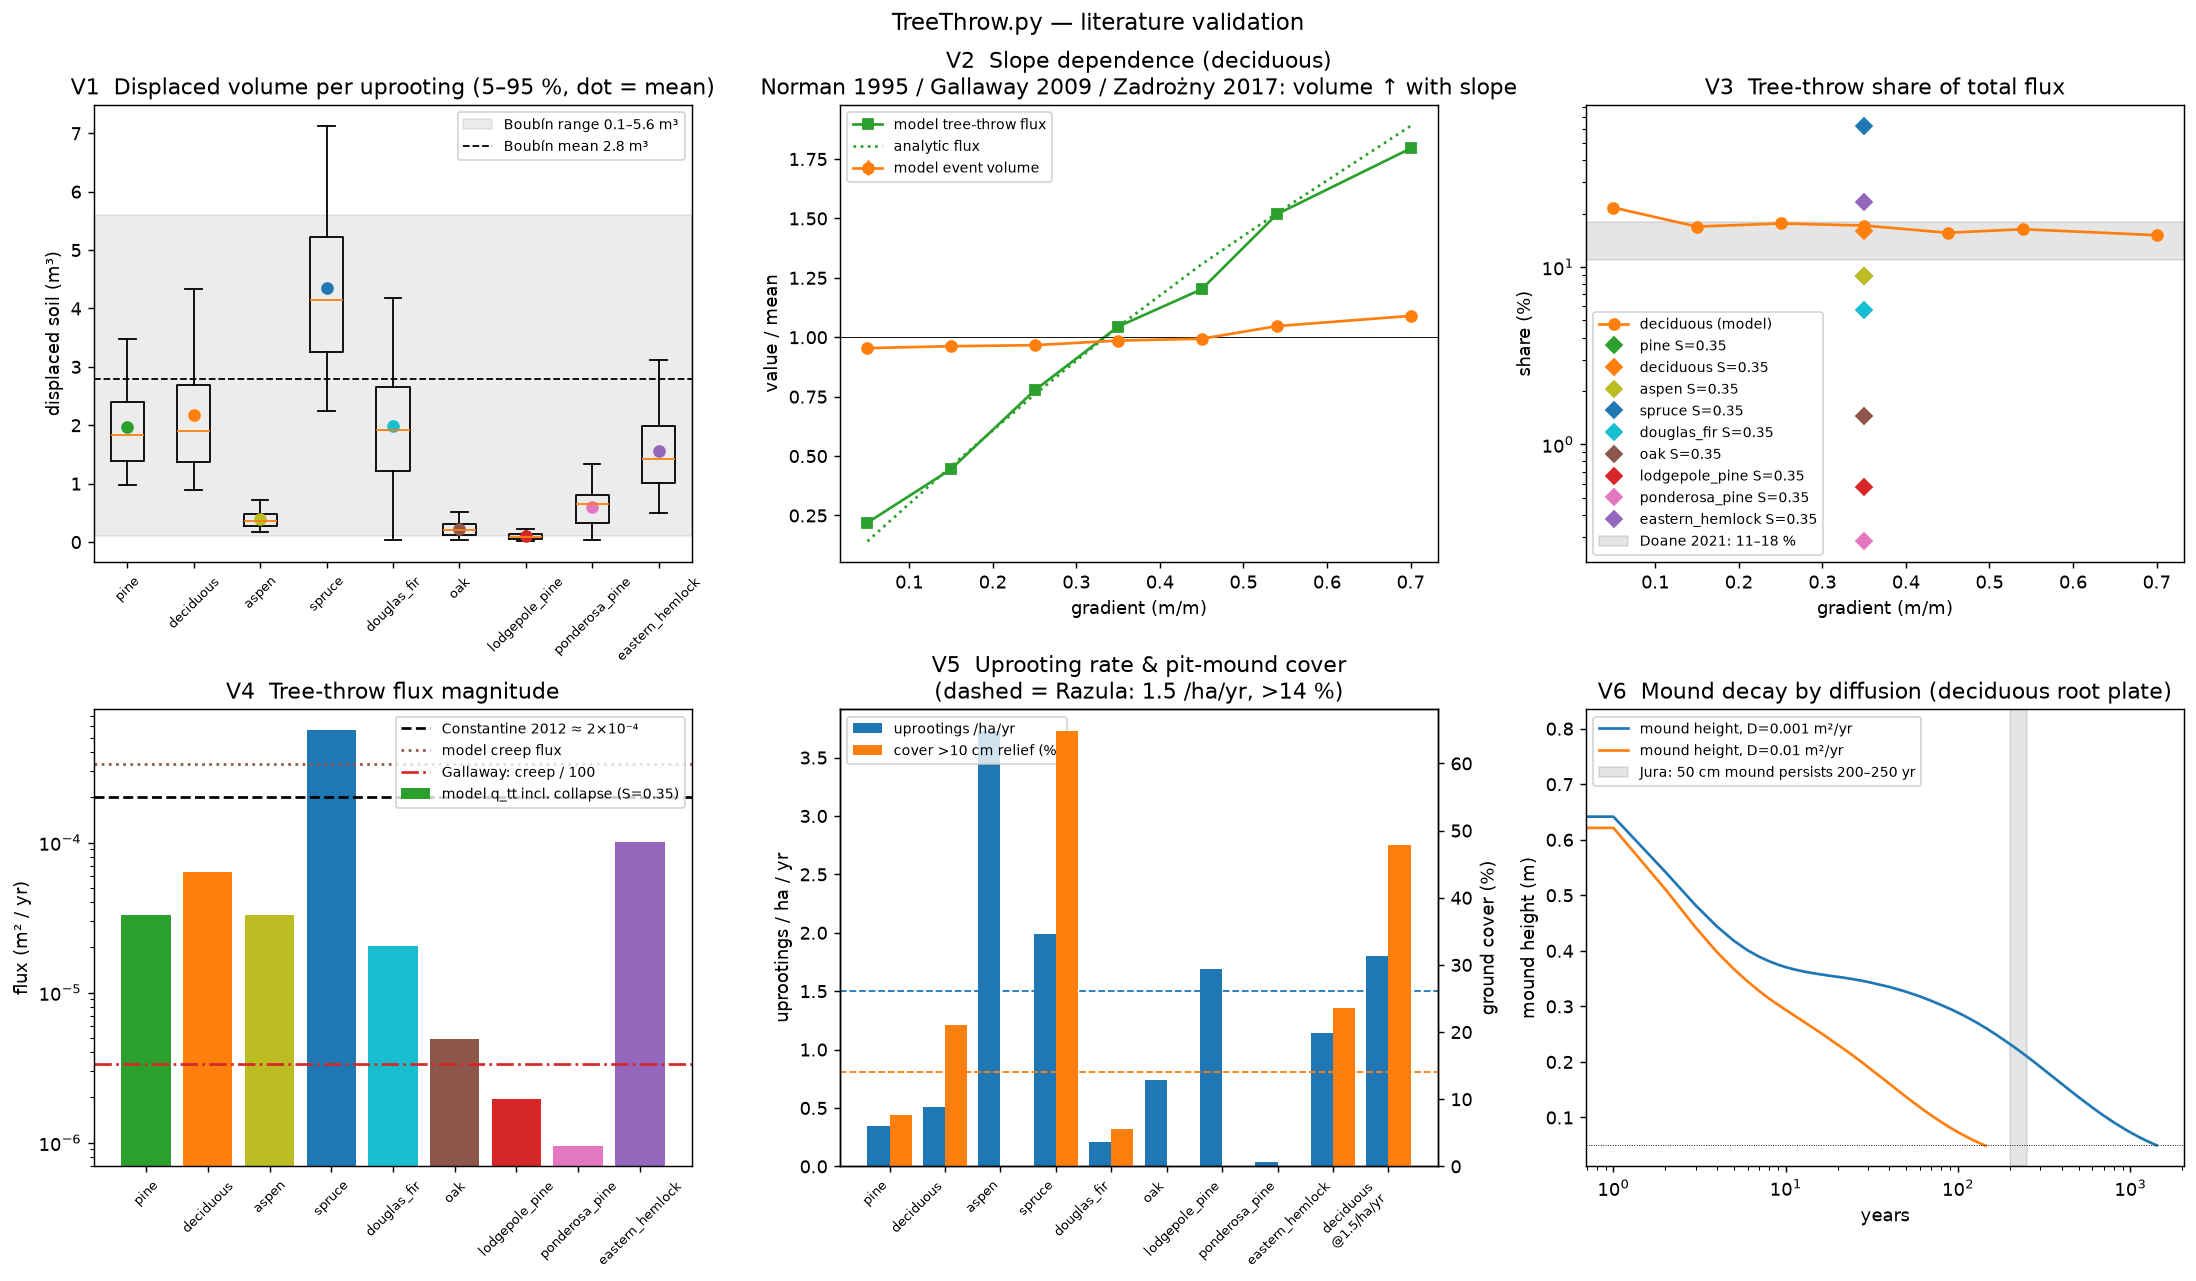 TreeThrow.py — literature validation
V1  Displaced volume per uprooting (5–95 %, dot = mean)
displaced soil (m³)
7
6
5
4
3
2
1
0
Boubín range 0.1–5.6 m³
Boubín mean 2.8 m³
pine
deciduous
aspen
spruce
douglas_fir
oak
lodgepole_pine
ponderosa_pine
eastern_hemlock
V2  Slope dependence (deciduous)
Norman 1995 / Gallaway 2009 / Zadrożny 2017: volume ↑ with slope
value / mean
1.75
1.50
1.25
1.00
0.75
0.50
0.25
model tree-throw flux
analytic flux
model event volume
0.1 0.2 0.3 0.4 0.5 0.6 0.7
gradient (m/m)
V3  Tree-throw share of total flux
share (%)
10¹
10⁰
deciduous (model)
pine S=0.35
deciduous S=0.35
aspen S=0.35
spruce S=0.35
douglas_fir S=0.35
oak S=0.35
lodgepole_pine S=0.35
ponderosa_pine S=0.35
eastern_hemlock S=0.35
Doane 2021: 11–18 %
0.1 0.2 0.3 0.4 0.5 0.6 0.7
gradient (m/m)
V4  Tree-throw flux magnitude
flux (m² / yr)
10⁻⁴
10⁻⁵
10⁻⁶
Constantine 2012 ≈ 2×10⁻⁴
model creep flux
Gallaway: creep / 100
model q_tt incl. collapse (S=0.35)
pine
deciduous
aspen
spruce
douglas_fir
oak
lodgepole_pine
ponderosa_pine
eastern_hemlock
V5  Uprooting rate & pit-mound cover
(dashed = Razula: 1.5 /ha/yr, >14 %)
uprootings / ha / yr
3.5
3.0
2.5
2.0
1.5
1.0
0.5
0.0
uprootings /ha/yr
cover >10 cm relief (%
60
50
40
30
20
10
0
ground cover (%)
pine
deciduous
aspen
spruce
douglas_fir
oak
lodgepole_pine
ponderosa_pine
eastern_hemlock
deciduous
@1.5/ha/yr
V6  Mound decay by diffusion (deciduous root plate)
mound height (m)
0.8
0.7
0.6
0.5
0.4
0.3
0.2
0.1
mound height, D=0.001 m²/yr
mound height, D=0.01 m²/yr
Jura: 50 cm mound persists 200–250 yr
10⁰ 10¹ 10² 10³
years